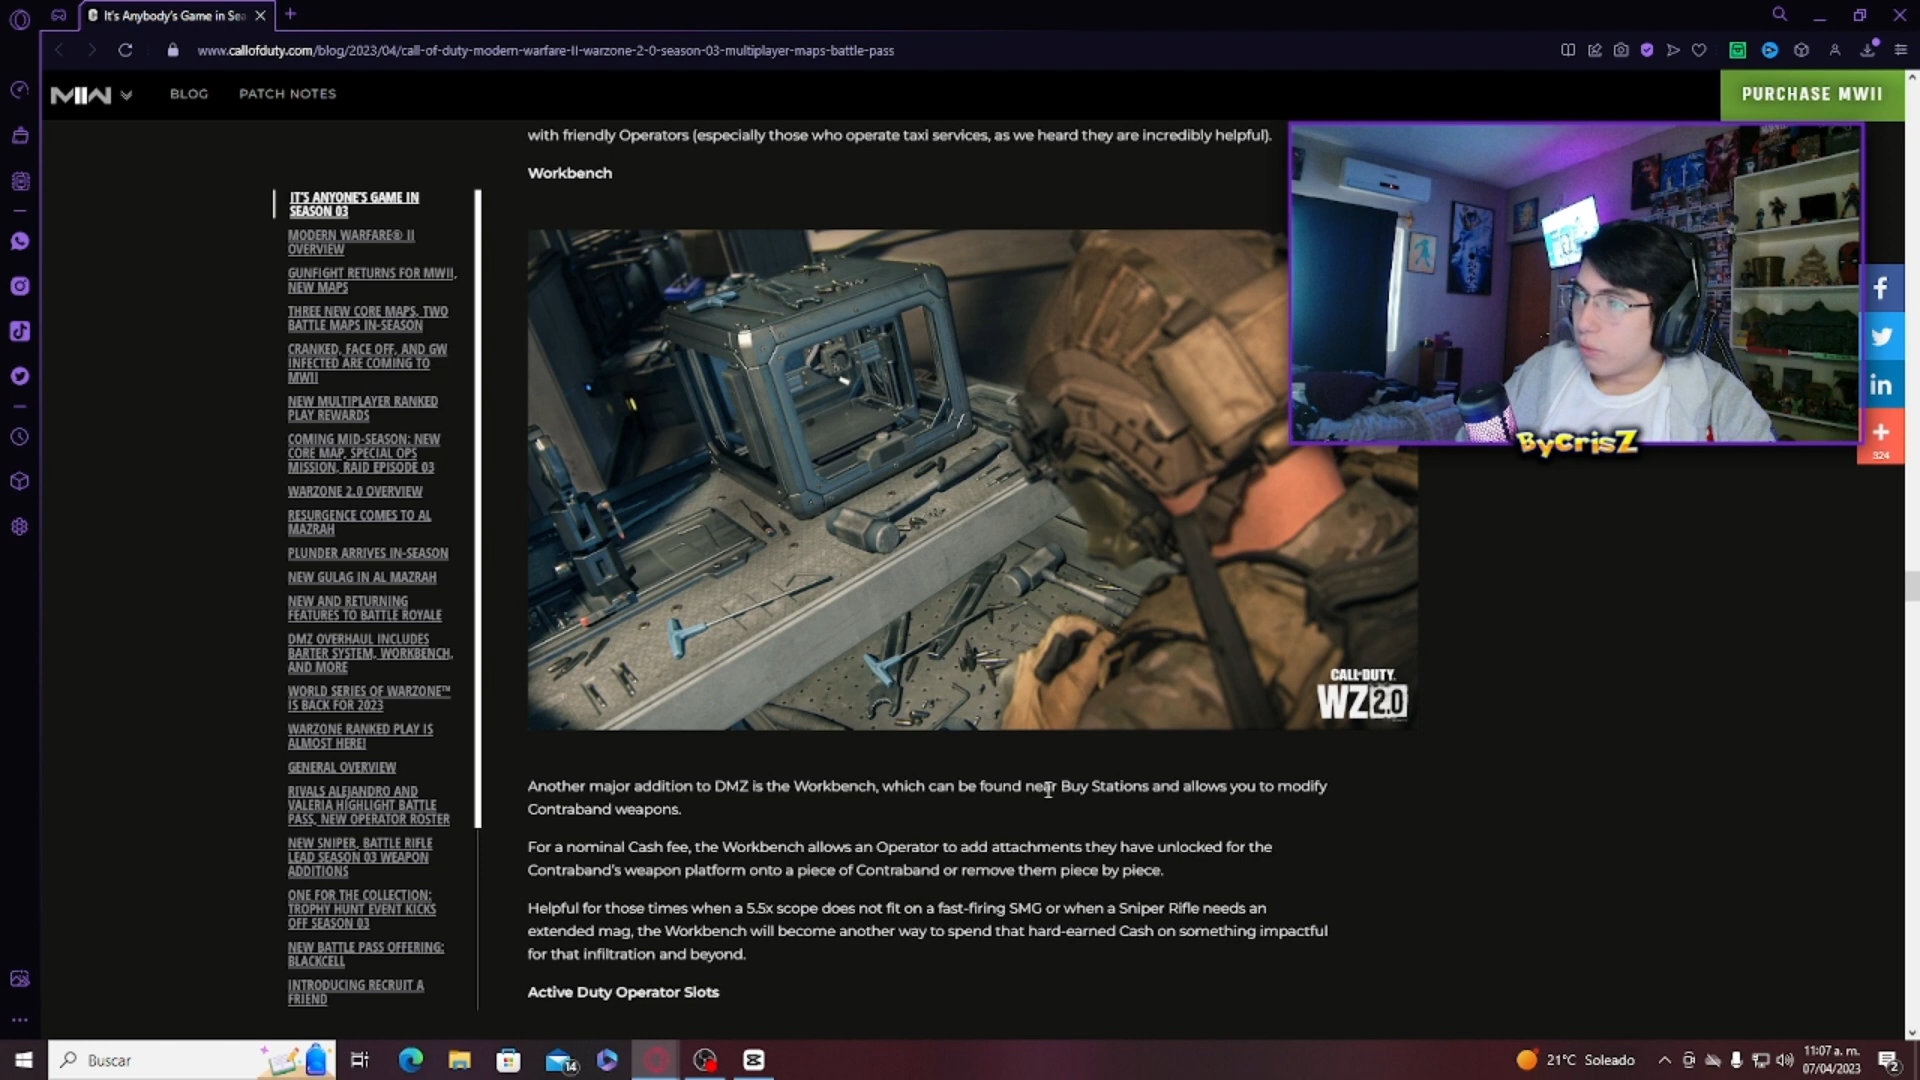 It's Anybody's Game in Sea
www.callofduty.com/blog/2023/04/call-of-duty-modern-warfare-II-warzone-2-0-season-03-multiplayer-maps-battle-pass
MWII
BLOG
PATCH NOTES
PURCHASE MWII
with friendly Operators (especially those who operate taxi services, as we heard they are incredibly helpful).
Workbench
IT'S ANYONE'S GAME IN
SEASON 03
MODERN WARFARE® II
OVERVIEW
GUNFIGHT RETURNS FOR MWII,
NEW MAPS
THREE NEW CORE MAPS, TWO
BATTLE MAPS IN-SEASON
CRANKED, FACE OFF, AND GW
INFECTED ARE COMING TO
MWII
NEW MULTIPLAYER RANKED
PLAY REWARDS
COMING MID-SEASON: NEW
CORE MAP, SPECIAL OPS
MISSION, RAID EPISODE 03
WARZONE 2.0 OVERVIEW
RESURGENCE COMES TO AL
MAZRAH
PLUNDER ARRIVES IN-SEASON
NEW GULAG IN AL MAZRAH
NEW AND RETURNING
FEATURES TO BATTLE ROYALE
DMZ OVERHAUL INCLUDES
BARTER SYSTEM, WORKBENCH,
AND MORE
WORLD SERIES OF WARZONE™
IS BACK FOR 2023
WARZONE RANKED PLAY IS
ALMOST HERE!
GENERAL OVERVIEW
RIVALS ALEJANDRO AND
VALERIA HIGHLIGHT BATTLE
PASS, NEW OPERATOR ROSTER
NEW SNIPER, BATTLE RIFLE
LEAD SEASON 03 WEAPON
ADDITIONS
ONE FOR THE COLLECTION:
TROPHY HUNT EVENT KICKS
OFF SEASON 03
NEW BATTLE PASS OFFERING:
BLACKCELL
INTRODUCING RECRUIT A
FRIEND
ByCrisZ
324
CALL OF DUTY.
WZ 2.0
Another major addition to DMZ is the Workbench, which can be found near Buy Stations and allows you to modify
Contraband weapons.
For a nominal Cash fee, the Workbench allows an Operator to add attachments they have unlocked for the
Contraband's weapon platform onto a piece of Contraband or remove them piece by piece.
Helpful for those times when a 5.5x scope does not fit on a fast-firing SMG or when a Sniper Rifle needs an
extended mag, the Workbench will become another way to spend that hard-earned Cash on something impactful
for that infiltration and beyond.
Active Duty Operator Slots
Buscar
14
21°C Soleado
11:07 a. m.
07/04/2023
2